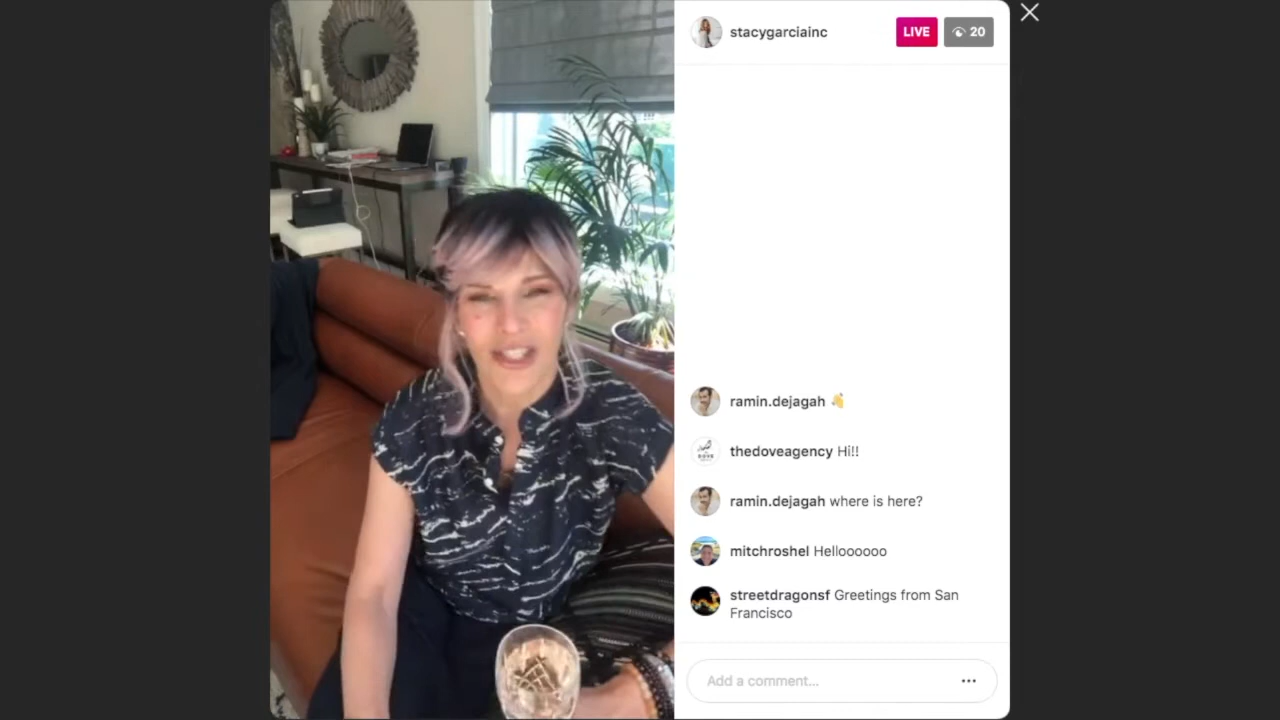 stacygarciainc LIVE 20
ramin.dejagah 👏
thedoveagency Hi!!
ramin.dejagah where is here?
mitchroshel Helloooooo
streetdragonsf Greetings from San
Francisco
Add a comment...